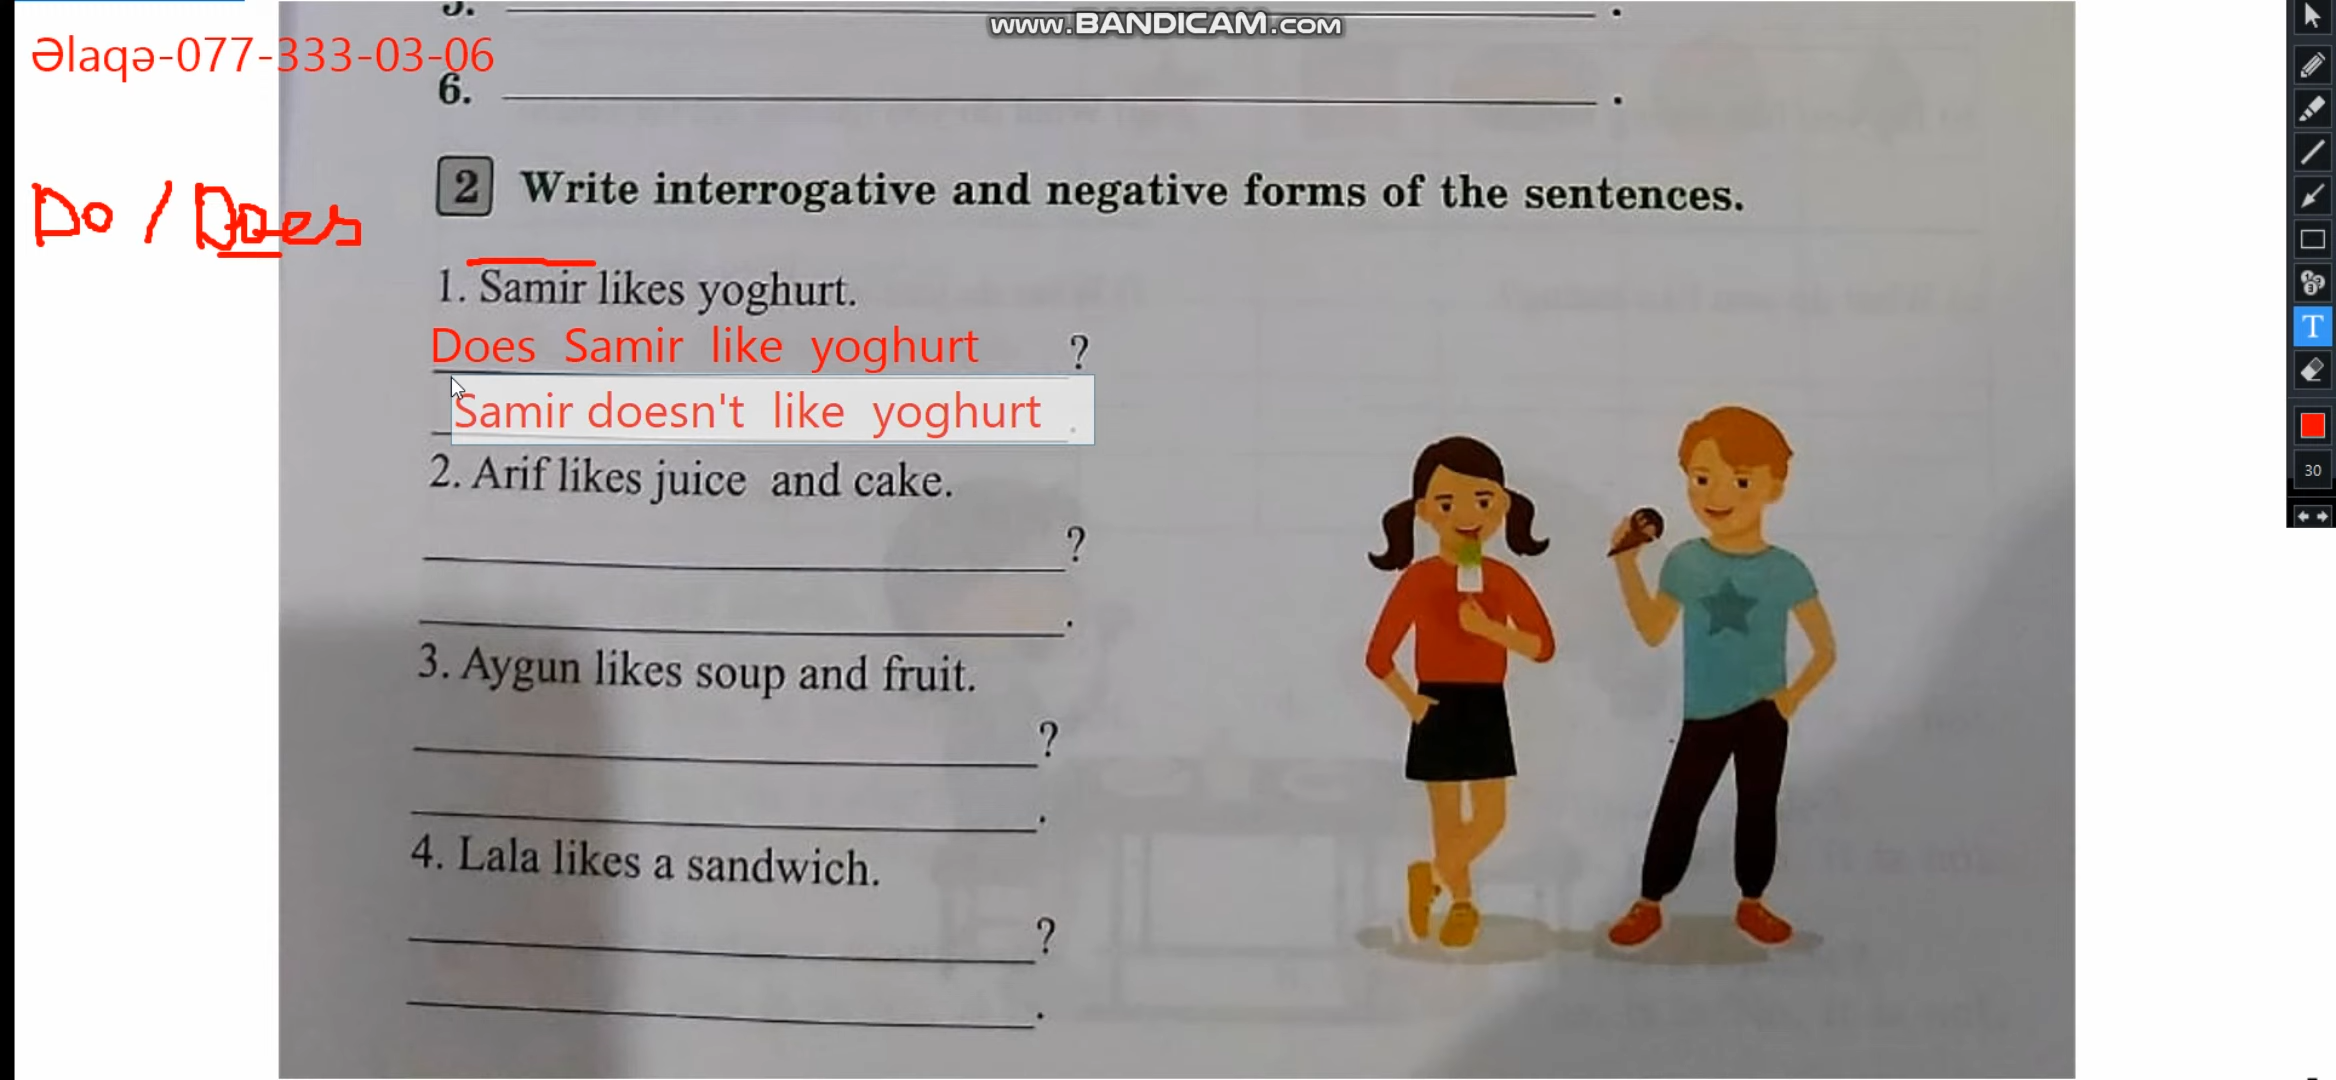 5.
www.BANDICAM.com
Əlaqə-077-333-03-06
6.
Do / Does
2 Write interrogative and negative forms of the sentences.
1. Samir likes yoghurt.
Does Samir like yoghurt ?
Samir doesn't like yoghurt .
2. Arif likes juice and cake.
?
.
3. Aygun likes soup and fruit.
?
.
4. Lala likes a sandwich.
?
.
T
30